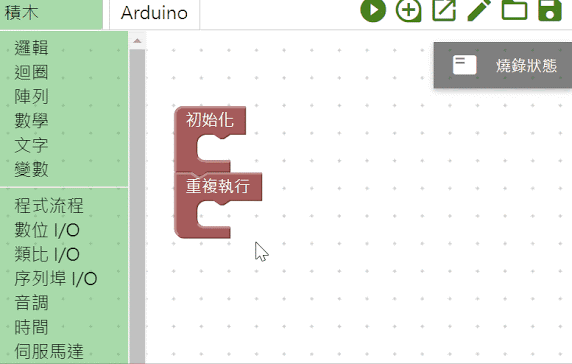 積木
Arduino
邏輯
迴圈
陣列
數學
文字
變數
程式流程
數位 I/O
類比 I/O
序列埠 I/O
音調
時間
伺服馬達
燒錄狀態
初始化
重複執行